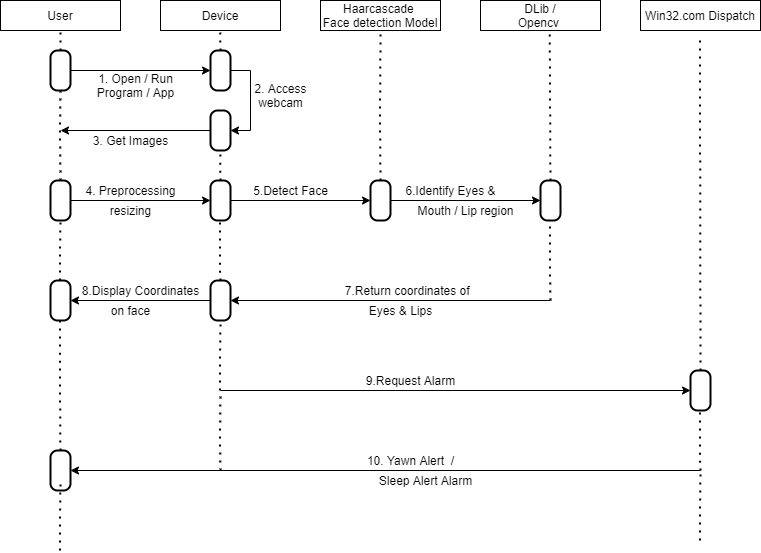 User
Device
Haarcascade
Face detection Model
DLib /
Opencv
Win32.com Dispatch
1. Open / Run
Program / App
2. Access
webcam
3. Get Images
4. Preprocessing
resizing
5.Detect Face
6.Identify Eyes &
Mouth / Lip region
7.Return coordinates of
Eyes & Lips
8.Display Coordinates
on face
9.Request Alarm
10. Yawn Alert /
Sleep Alert Alarm